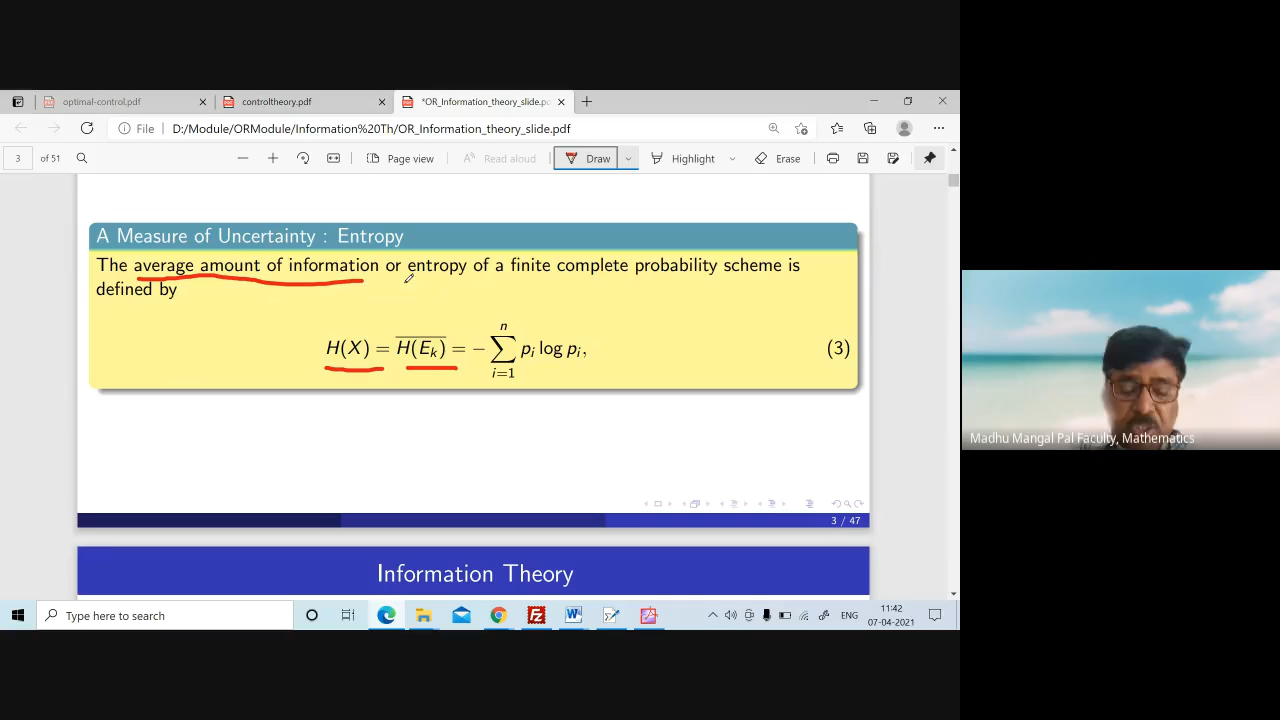 optimal-control.pdf
controltheory.pdf
*OR_Information_theory_slide.pd
File D:/Module/ORModule/Information%20Th/OR_Information_theory_slide.pdf
3 of 51 Page view Read aloud Draw Highlight Erase
A Measure of Uncertainty : Entropy
The average amount of information or entropy of a finite complete probability scheme is
defined by
H(X) = \overline{H(E_k)} = − \sum_{i=1}^{n} p_i log p_i, (3)
Madhu Mangal Pal Faculty, Mathematics
3 / 47
Information Theory
Type here to search
ENG
11:42
07-04-2021